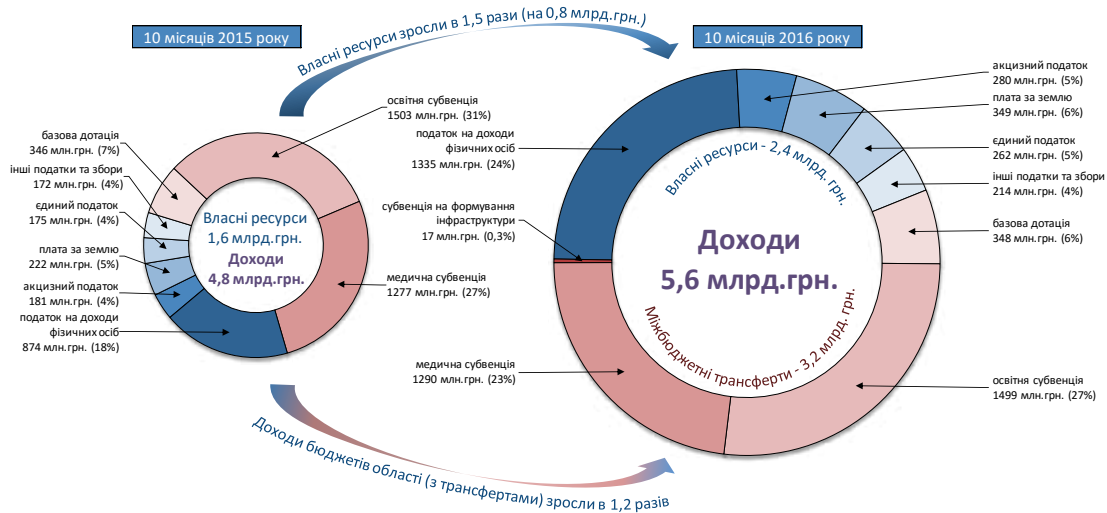 10 місяців 2015 року
Власні ресурси зросли в 1,5 рази (на 0,8 млрд.грн.)
10 місяців 2016 року
освітня субвенція
1503 млн.грн. (31%)
базова дотація
346 млн.грн. (7%)
інші податки та збори
172 млн.грн. (4%)
єдиний податок
175 млн.грн. (4%)
плата за землю
222 млн.грн. (5%)
акцизний податок
181 млн.грн. (4%)
податок на доходи
фізичних осіб
874 млн.грн. (18%)
Власні ресурси
1,6 млрд.грн.
Доходи
4,8 млрд.грн.
медична субвенція
1277 млн.грн. (27%)
податок на доходи
фізичних осіб
1335 млн.грн. (24%)
субвенція на формування
інфраструктури
17 млн.грн. (0,3%)
медична субвенція
1290 млн.грн. (23%)
Власні ресурси - 2,4 млрд. грн.
Доходи
5,6 млрд.грн.
Міжбюджетні трансферти - 3,2 млрд. грн.
акцизний податок
280 млн.грн. (5%)
плата за землю
349 млн.грн. (6%)
єдиний податок
262 млн.грн. (5%)
інші податки та збори
214 млн.грн. (4%)
базова дотація
348 млн.грн. (6%)
освітня субвенція
1499 млн.грн. (27%)
Доходи бюджетів області (з трансфертами) зросли в 1,2 разів